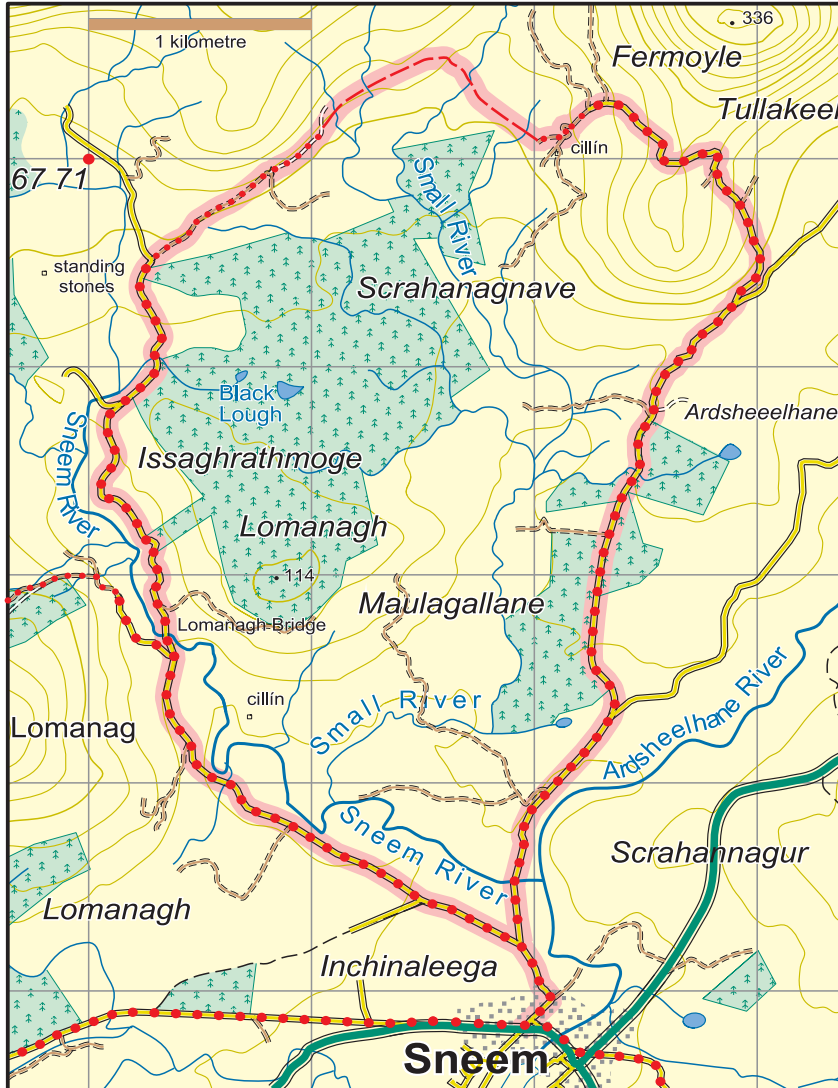 336
1 kilometre
Fermoyle
Tullakeel
cillín
67 71
Small River
standing
stones
Scrahanagnave
Black
Lough
Ardsheeelhane
Sneem River
Issaghrathmoge
Lomanagh
114
Maulagallane
Lomanagh Bridge
cillín
Small River
Lomanag
Ardsheelhane River
Sneem River
Scrahannagur
Lomanagh
Inchinaleega
Sneem